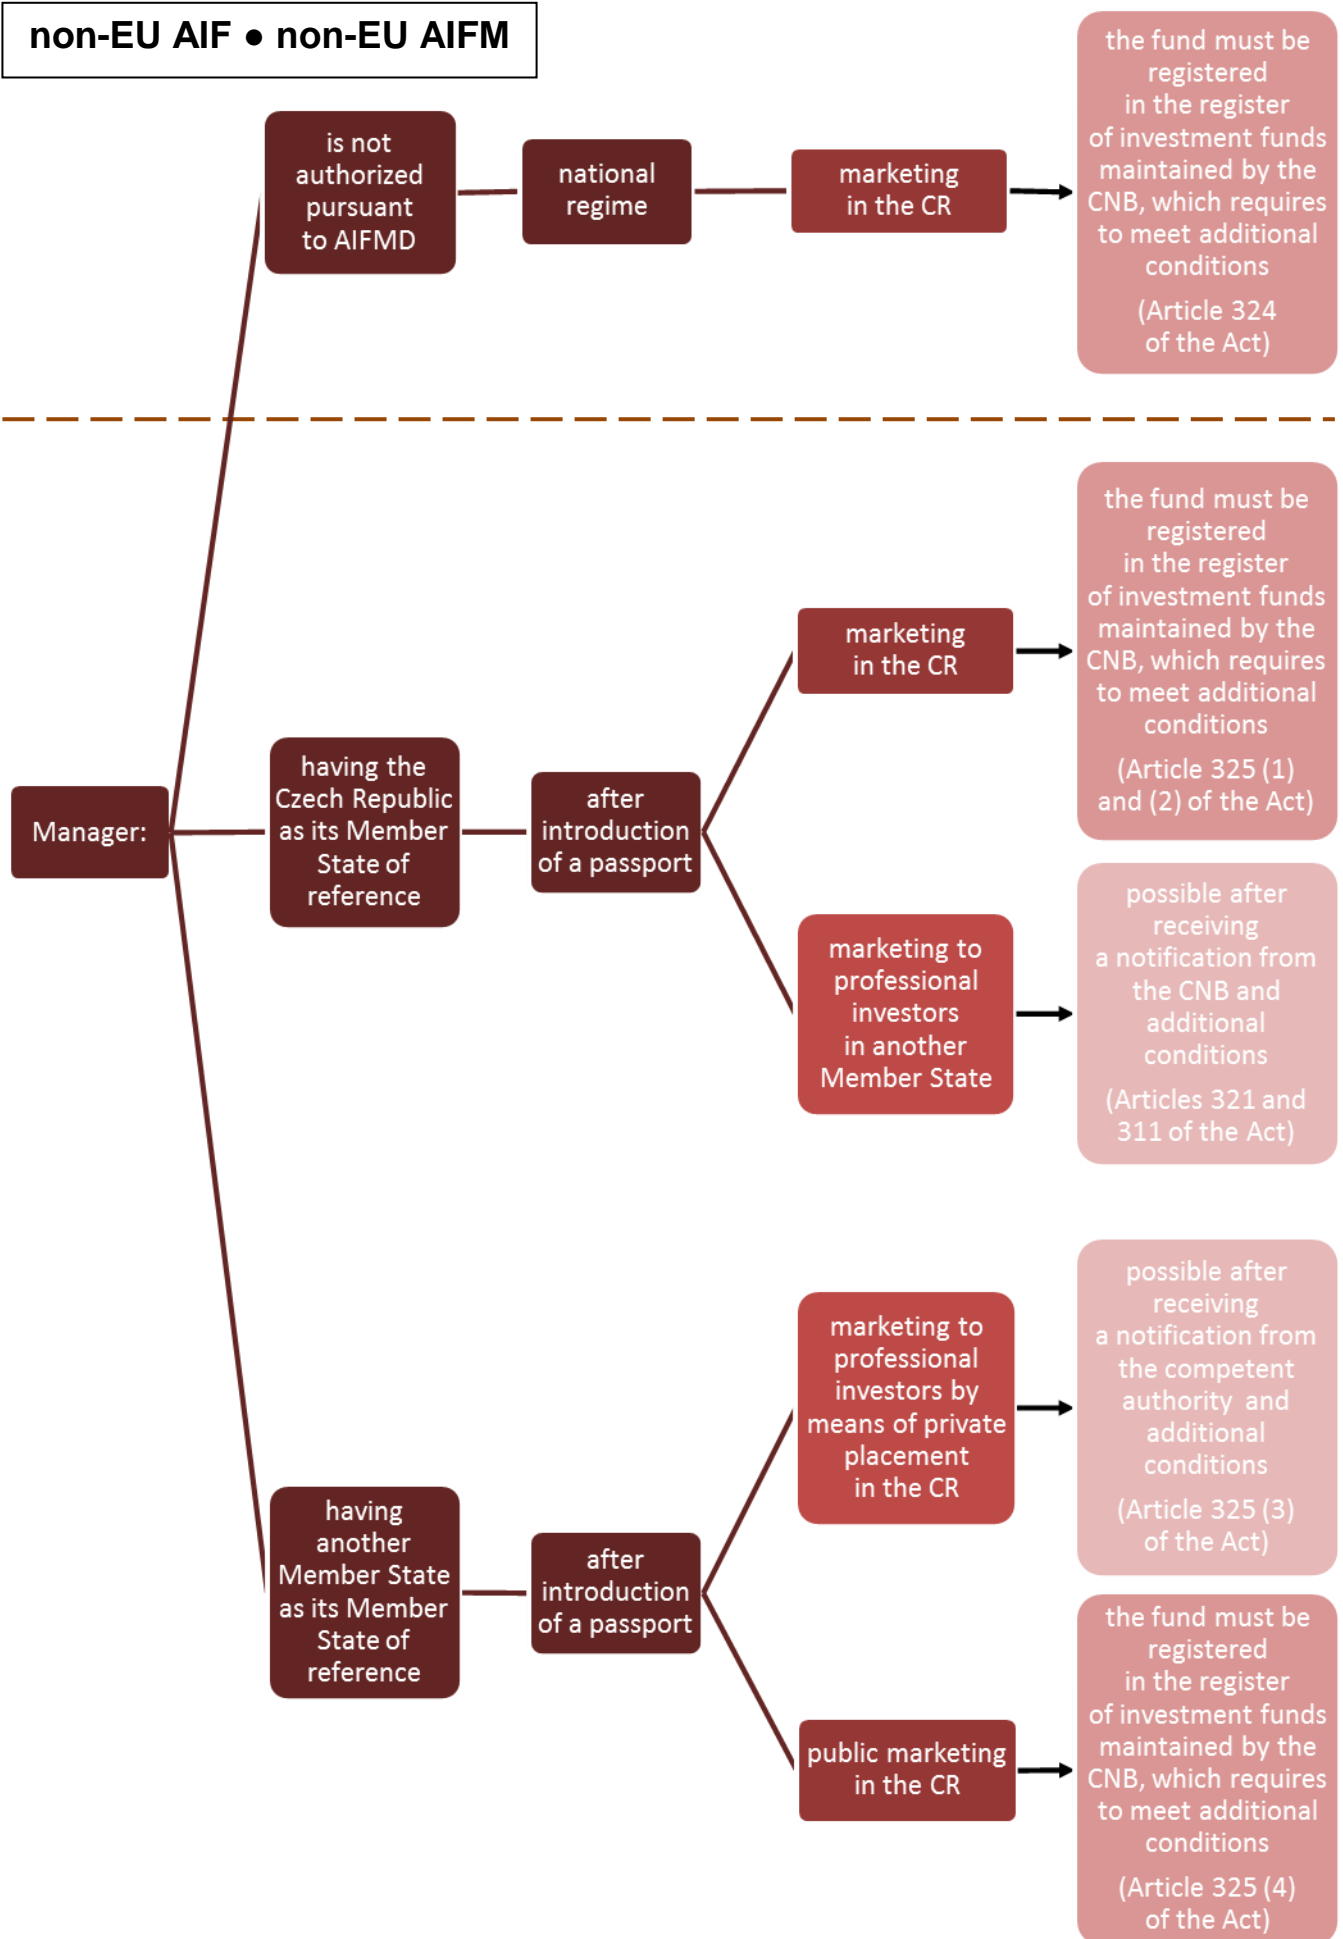 non-EU AIF ● non-EU AIFM
is not
authorized
pursuant
to AIFMD
national
regime
marketing
in the CR
the fund must be
registered
in the register
of investment funds
maintained by the
CNB, which requires
to meet additional
conditions
(Article 324
of the Act)
Manager:
having the
Czech Republic
as its Member
State of
reference
after
introduction
of a passport
marketing
in the CR
the fund must be
registered
in the register
of investment funds
maintained by the
CNB, which requires
to meet additional
conditions
(Article 325 (1)
and (2) of the Act)
marketing to
professional
investors
in another
Member State
possible after
receiving
a notification from
the CNB and
additional
conditions
(Articles 321 and
311 of the Act)
having
another
Member State
as its Member
State of
reference
after
introduction
of a passport
marketing to
professional
investors by
means of private
placement
in the CR
possible after
receiving
a notification from
the competent
authority and
additional
conditions
(Article 325 (3)
of the Act)
public marketing
in the CR
the fund must be
registered
in the register
of investment funds
maintained by the
CNB, which requires
to meet additional
conditions
(Article 325 (4)
of the Act)